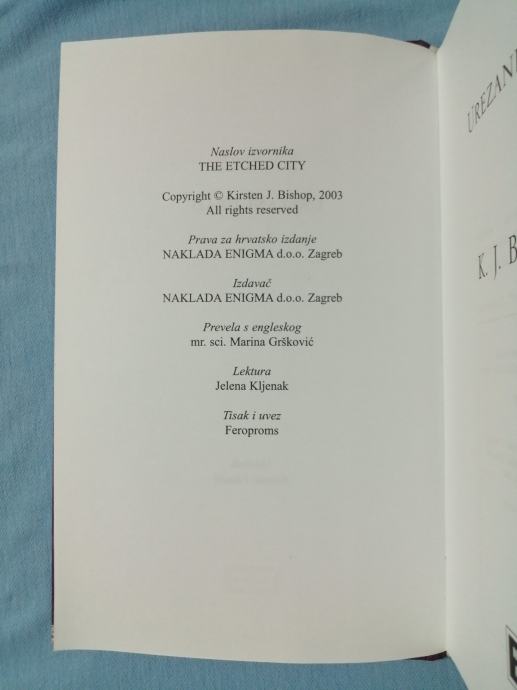 Naslov izvornika
THE ETCHED CITY
Copyright © Kirsten J. Bishop, 2003
All rights reserved
Prava za hrvatsko izdanje
NAKLADA ENIGMA d.o.o. Zagreb
Izdavač
NAKLADA ENIGMA d.o.o. Zagreb
Prevela s engleskog
mr. sci. Marina Gršković
Lektura
Jelena Kljenak
Tisak i uvez
Feroproms
K. J.